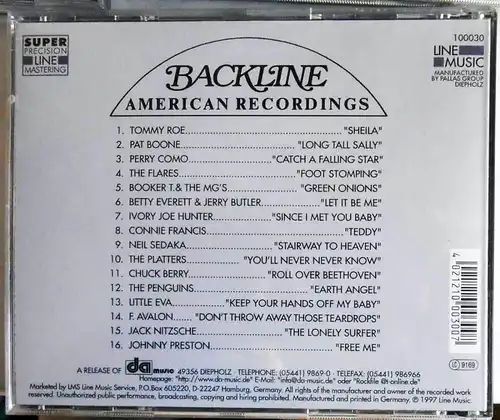 SUPER
PRECISION
LINE
MASTERING
100030
LINE
MUSIC
MANUFACTURED
BY PALLAS GROUP
DIEPHOLZ
BACKLINE
AMERICAN RECORDINGS
1. TOMMY ROE..................."SHEILA"
2. PAT BOONE..................."LONG TALL SALLY"
3. PERRY COMO..................."CATCH A FALLING STAR"
4. THE FLARES..................."FOOT STOMPING"
5. BOOKER T.& THE MG'S..................."GREEN ONIONS"
6. BETTY EVERETT & JERRY BUTLER..................."LET IT BE ME"
7. IVORY JOE HUNTER..................."SINCE I MET YOU BABY"
8. CONNIE FRANCIS..................."TEDDY"
9. NEIL SEDAKA..................."STAIRWAY TO HEAVEN"
10. THE PLATTERS..................."YOU'LL NEVER NEVER KNOW"
11. CHUCK BERRY..................."ROLL OVER BEETHOVEN"
12. THE PENGUINS..................."EARTH ANGEL"
13. LITTLE EVA..................."KEEP YOUR HANDS OFF MY BABY"
14. F. AVALON..................."DON'T THROW AWAY THOSE TEARDROPS"
15. JACK NITZSCHE..................."THE LONELY SURFER"
16. JOHNNY PRESTON..................."FREE ME"
4 021210 003007
A RELEASE OF da music 49356 DIEPHOLZ · TELEPHONE: (05441) 9869-0 · TELEFAX: (05441) 986966
Homepage: "http://www.da-music.de" E-Mail: "info@da-music.de" oder "Rockfile @t-online.de"
LC 9169
Marketed by LMS Line Music Service, P.O.Box 605220, D-22247 Hamburg, Germany. All rights of the manufacturer and owner of the recorded work
reserved. Unauthorized public performance, broadcasting, copying and hiring prohibited. Manufactured and printed in Germany. ℗ 1997 Line Music